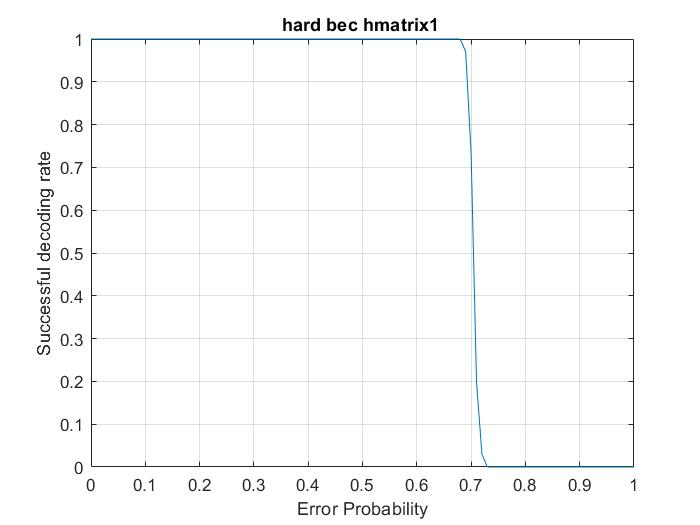 hard bec hmatrix1
1
0.9
0.8
0.7
0.6
0.5
0.4
0.3
0.2
0.1
0
Successful decoding rate
0 0.1 0.2 0.3 0.4 0.5 0.6 0.7 0.8 0.9 1
Error Probability